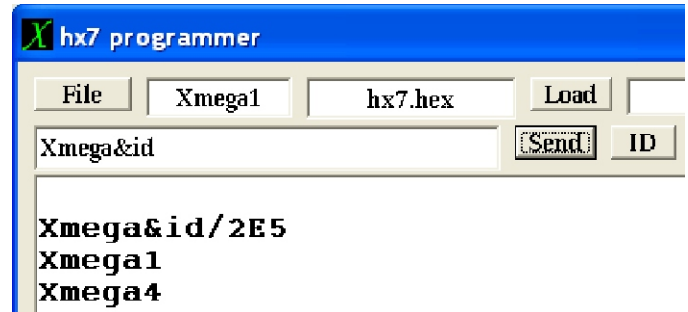 hx7 programmer
File Xmega1 hx7.hex Load
Xmega&id Send ID
Xmega&id/2E5
Xmega1
Xmega4